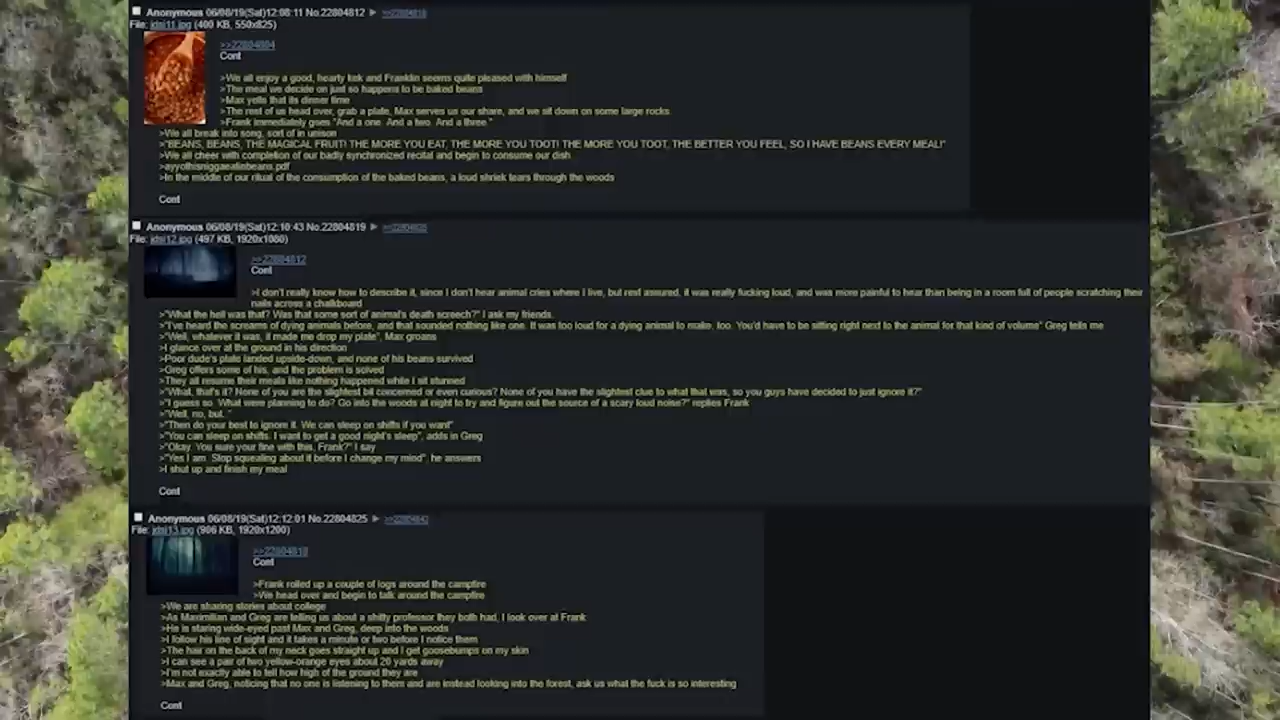 Anonymous 06/08/19(Sat)12:08:11 No.22804812 ▶ >>22804819
File: jdni11.jpg (400 KB, 550x825)
>>22804804
Cont
>We all enjoy a good, hearty kek and Franklin seems quite pleased with himself
>The meal we decide on just so happens to be baked beans
>Max yells that its dinner time
>The rest of us head over, grab a plate, Max serves us our share, and we sit down on some large rocks
>Frank immediately goes "And a one. And a two. And a three."
>We all break into song, sort of in unison
>"BEANS, BEANS, THE MAGICAL FRUIT! THE MORE YOU EAT, THE MORE YOU TOOT! THE MORE YOU TOOT, THE BETTER YOU FEEL, SO I HAVE BEANS EVERY MEAL!"
>We all cheer with completion of our badly synchronized recital and begin to consume our dish
>ayyothisniggaeatinbeans.pdf
>In the middle of our ritual of the consumption of the baked beans, a loud shriek tears through the woods
Cont
Anonymous 06/08/19(Sat)12:10:43 No.22804819 ▶ >>22804825
File: jdni12.jpg (497 KB, 1920x1080)
>>22804812
Cont
>I don't really know how to describe it, since I don't hear animal cries where I live, but rest assured, it was really fucking loud, and was more painful to hear than being in a room full of people scratching their
nails across a chalkboard
>"What the hell was that? Was that some sort of animal's death screech?" I ask my friends.
>"I've heard the screams of dying animals before, and that sounded nothing like one. It was too loud for a dying animal to make, too. You'd have to be sitting right next to the animal for that kind of volume" Greg tells me
>"Well, whatever it was, it made me drop my plate", Max groans
>I glance over at the ground in his direction
>Poor dude's plate landed upside-down, and none of his beans survived
>Greg offers some of his, and the problem is solved
>They all resume their meals like nothing happened while I sit stunned
>"What, that's it? None of you are the slightest bit concerned or even curious? None of you have the slightest clue to what that was, so you guys have decided to just ignore it?"
>"I guess so. What were planning to do? Go into the woods at night to try and figure out the source of a scary loud noise?" replies Frank
>"Well, no, but.."
>"Then do your best to ignore it. We can sleep on shifts if you want"
>"You can sleep on shifts. I want to get a good night's sleep", adds in Greg
>"Okay. You sure your fine with this, Frank?" I say
>"Yes I am. Stop squealing about it before I change my mind", he answers
>I shut up and finish my meal
Cont
Anonymous 06/08/19(Sat)12:12:01 No.22804825 ▶
File: jdni13.jpg (906 KB, 1920x1200)
>>22804819
Cont
>Frank rolled up a couple of logs around the campfire
>We head over and begin to talk around the campfire
>We are sharing stories about college
>As Maximilian and Greg are telling us about a shitty professor they both had, I look over at Frank
>He is staring wide-eyed past Max and Greg, deep into the woods
>I follow his line of sight and it takes a minute or two before I notice them
>The hair on the back of my neck goes straight up and I get goosebumps on my skin
>I can see a pair of two yellow-orange eyes about 20 yards away
>I'm not exactly able to tell how high of the ground they are
>Max and Greg, noticing that no one is listening to them and are instead looking into the forest, ask us what the fuck is so interesting
Cont